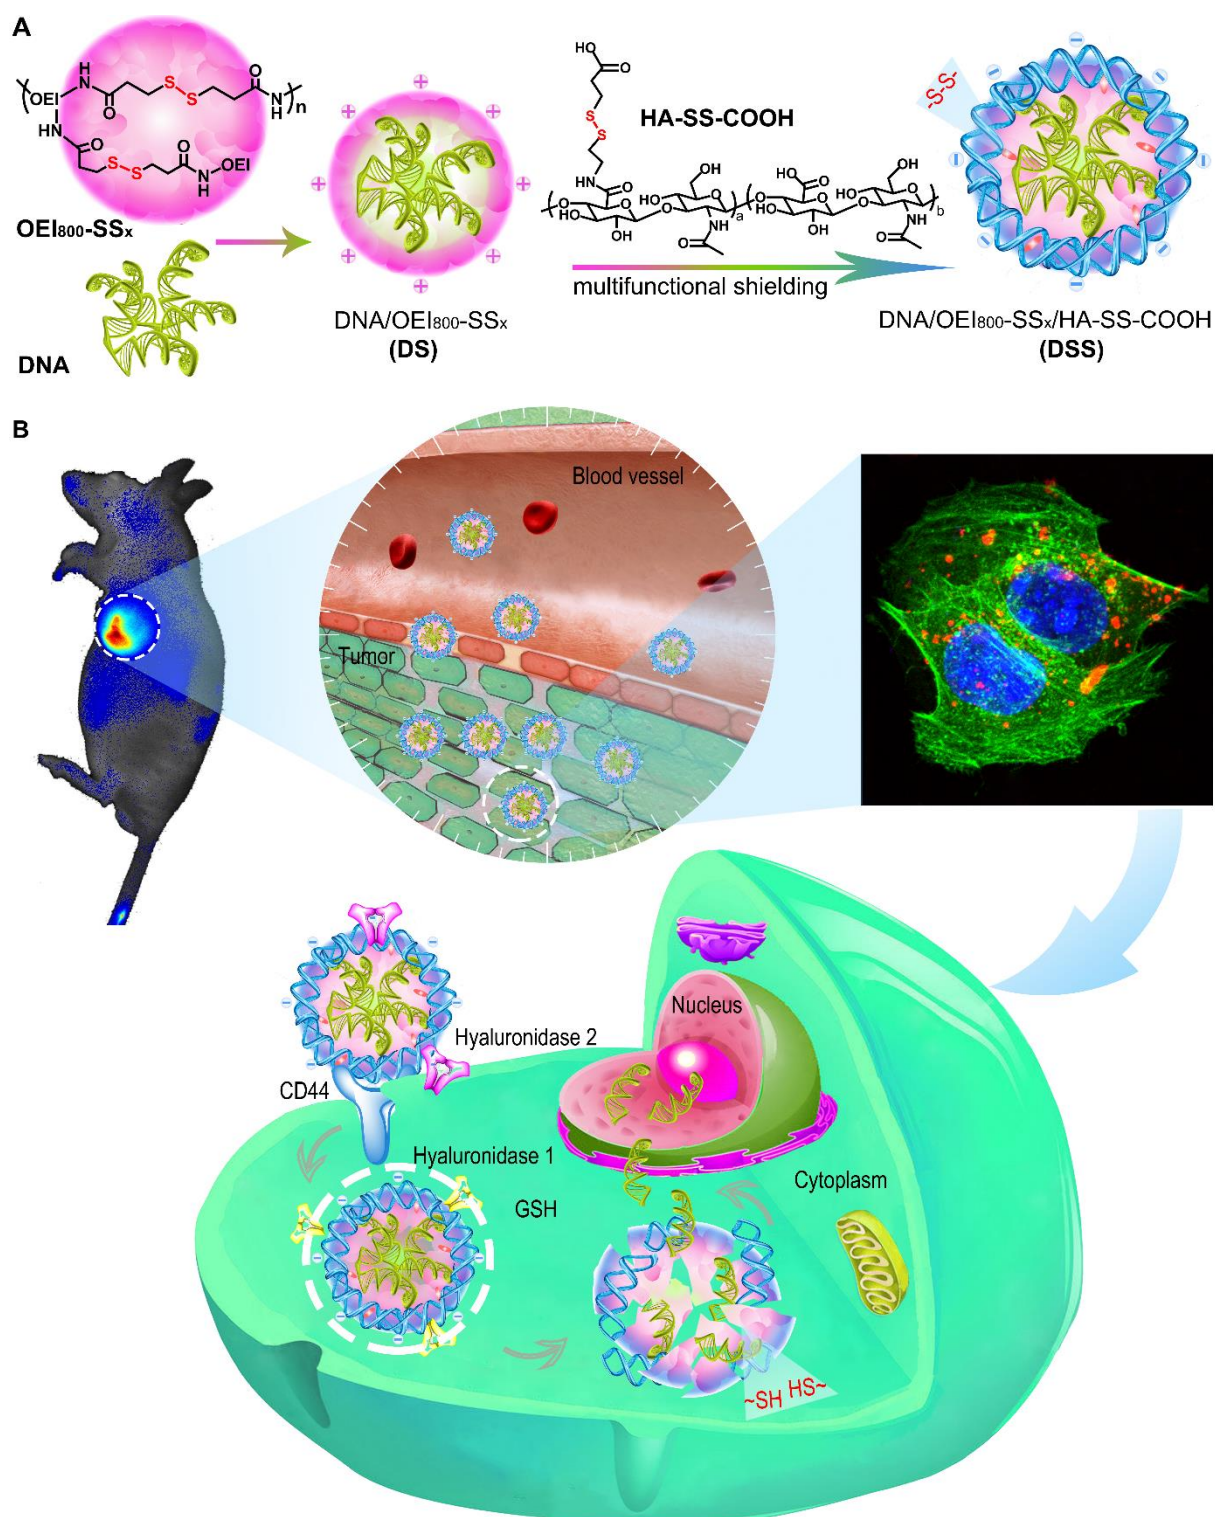 A
HO
O
OEI
N
H
O
S
S
O
N
H
n
HN
O
S
S
O
N
H
OEI
OEI800-SSx
DNA
DNA/OEI800-SSx
(DS)
S
S
HA-SS-COOH
HN
O
HO
HO
OH
O
HO
O
HO
NH
O
a
O
HO
O
OH
HO
OH
O
HO
O
HO
NH
O
b
multifunctional shielding
-S-S-
DNA/OEI800-SSx/HA-SS-COOH
(DSS)
B
Blood vessel
Tumor
Nucleus
Hyaluronidase 2
CD44
Hyaluronidase 1
GSH
Cytoplasm
~SH HS~